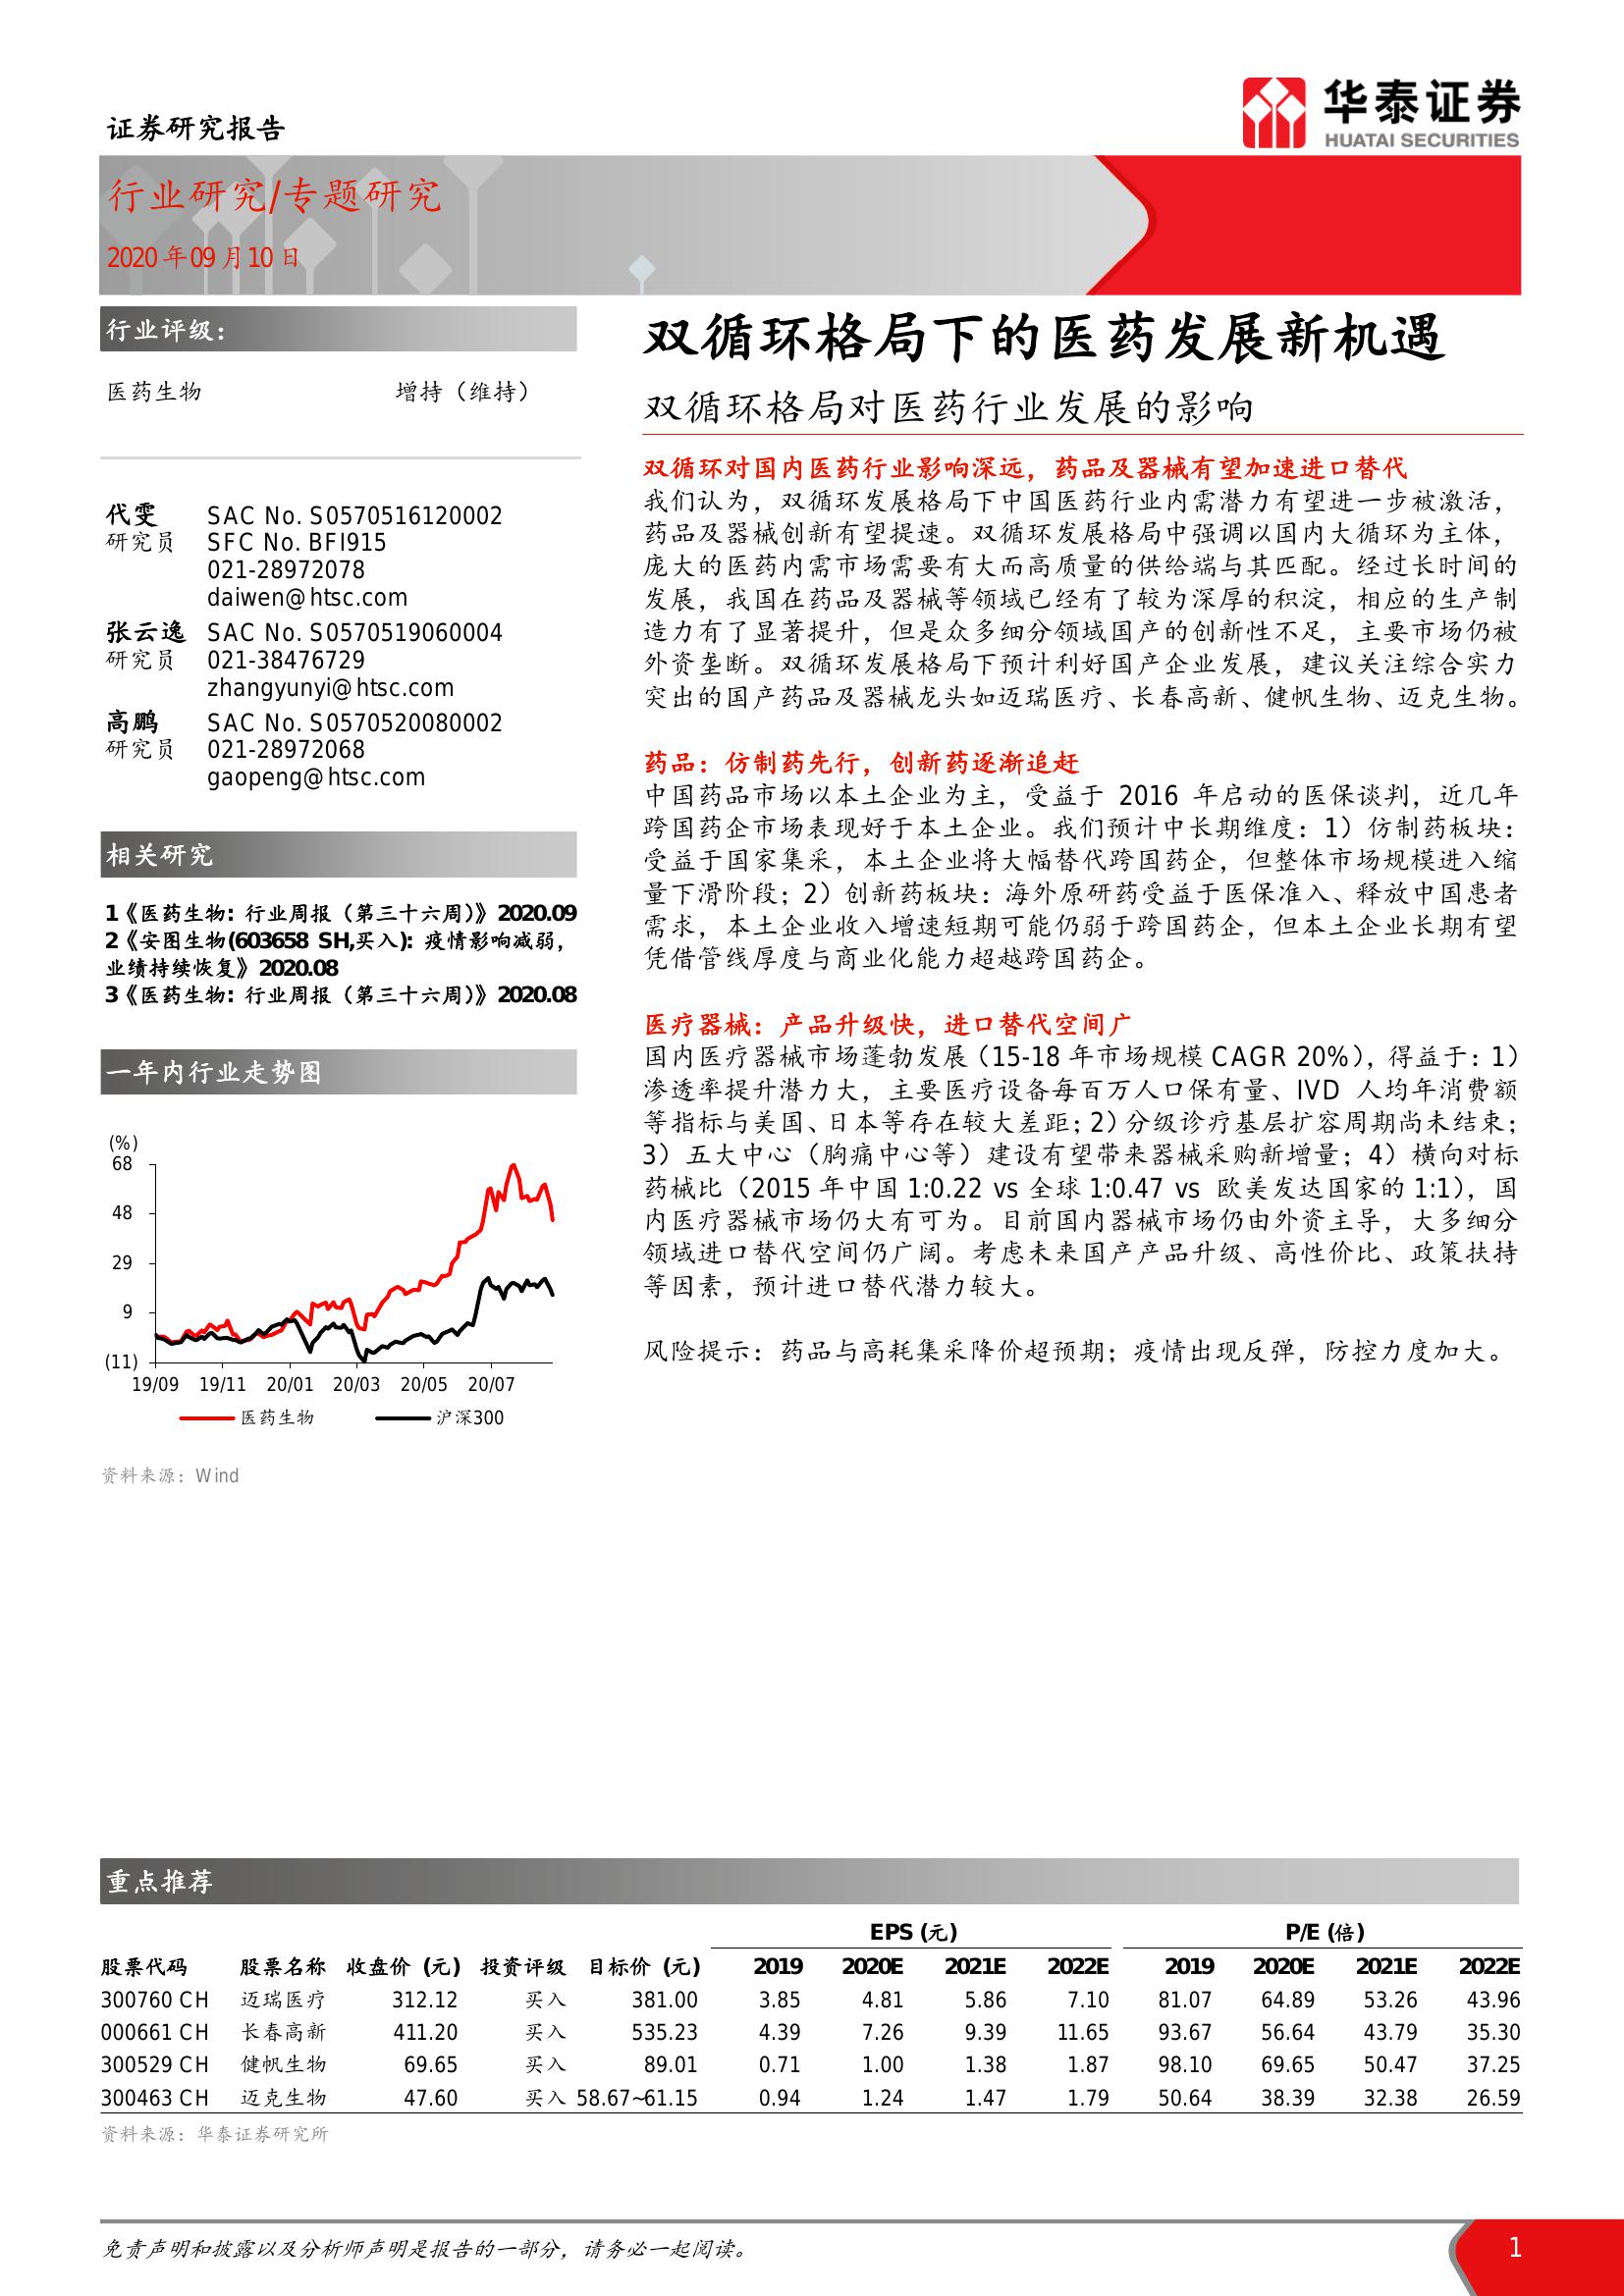 华泰证券
HUATAI SECURITIES
证券研究报告
行业研究/专题研究
2020年09月10日
行业评级：
医药生物 增持（维持）
代雯 SAC No. S0570516120002
研究员 SFC No. BFI915
021-28972078
daiwen@htsc.com
张云逸 SAC No. S0570519060004
研究员 021-38476729
zhangyunyi@htsc.com
高鹏 SAC No. S0570520080002
研究员 021-28972068
gaopeng@htsc.com
相关研究
1《医药生物: 行业周报（第三十六周）》2020.09
2《安图生物(603658 SH,买入): 疫情影响减弱，
业绩持续恢复》2020.08
3《医药生物: 行业周报（第三十六周）》2020.08
一年内行业走势图
(%)
68
48
29
9
(11)
19/09 19/11 20/01 20/03 20/05 20/07
医药生物 沪深300
资料来源：Wind
双循环格局下的医药发展新机遇
双循环格局对医药行业发展的影响
双循环对国内医药行业影响深远，药品及器械有望加速进口替代
我们认为，双循环发展格局下中国医药行业内需潜力有望进一步被激活，
药品及器械创新有望提速。双循环发展格局中强调以国内大循环为主体，
庞大的医药内需市场需要有大而高质量的供给端与其匹配。经过长时间的
发展，我国在药品及器械等领域已经有了较为深厚的积淀，相应的生产制
造力有了显著提升，但是众多细分领域国产的创新性不足，主要市场仍被
外资垄断。双循环发展格局下预计利好国产企业发展，建议关注综合实力
突出的国产药品及器械龙头如迈瑞医疗、长春高新、健帆生物、迈克生物。
药品：仿制药先行，创新药逐渐追赶
中国药品市场以本土企业为主，受益于 2016 年启动的医保谈判，近几年
跨国药企市场表现好于本土企业。我们预计中长期维度：1）仿制药板块：
受益于国家集采，本土企业将大幅替代跨国药企，但整体市场规模进入缩
量下滑阶段；2）创新药板块：海外原研药受益于医保准入、释放中国患者
需求，本土企业收入增速短期可能仍弱于跨国药企，但本土企业长期有望
凭借管线厚度与商业化能力超越跨国药企。
医疗器械：产品升级快，进口替代空间广
国内医疗器械市场蓬勃发展（15-18 年市场规模 CAGR 20%），得益于：1）
渗透率提升潜力大，主要医疗设备每百万人口保有量、IVD 人均年消费额
等指标与美国、日本等存在较大差距；2）分级诊疗基层扩容周期尚未结束；
3）五大中心（胸痛中心等）建设有望带来器械采购新增量；4）横向对标
药械比（2015 年中国 1:0.22 vs 全球 1:0.47 vs 欧美发达国家的 1:1），国
内医疗器械市场仍大有可为。目前国内器械市场仍由外资主导，大多细分
领域进口替代空间仍广阔。考虑未来国产产品升级、高性价比、政策扶持
等因素，预计进口替代潜力较大。
风险提示：药品与高耗集采降价超预期；疫情出现反弹，防控力度加大。
重点推荐
EPS (元) P/E (倍)
股票代码 股票名称 收盘价 (元) 投资评级 目标价 (元) 2019 2020E 2021E 2022E 2019 2020E 2021E 2022E
300760 CH 迈瑞医疗 312.12 买入 381.00 3.85 4.81 5.86 7.10 81.07 64.89 53.26 43.96
000661 CH 长春高新 411.20 买入 535.23 4.39 7.26 9.39 11.65 93.67 56.64 43.79 35.30
300529 CH 健帆生物 69.65 买入 89.01 0.71 1.00 1.38 1.87 98.10 69.65 50.47 37.25
300463 CH 迈克生物 47.60 买入 58.67~61.15 0.94 1.24 1.47 1.79 50.64 38.39 32.38 26.59
资料来源：华泰证券研究所
免责声明和披露以及分析师声明是报告的一部分，请务必一起阅读。 1